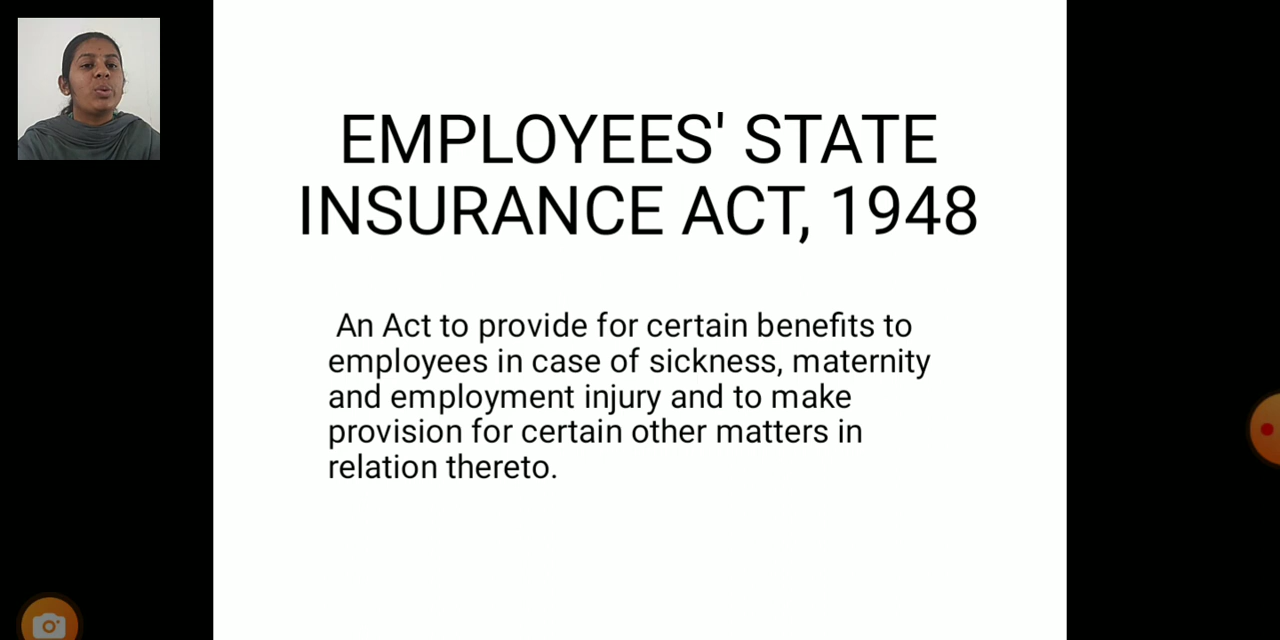 EMPLOYEES' STATE
INSURANCE ACT, 1948
An Act to provide for certain benefits to
employees in case of sickness, maternity
and employment injury and to make
provision for certain other matters in
relation thereto.